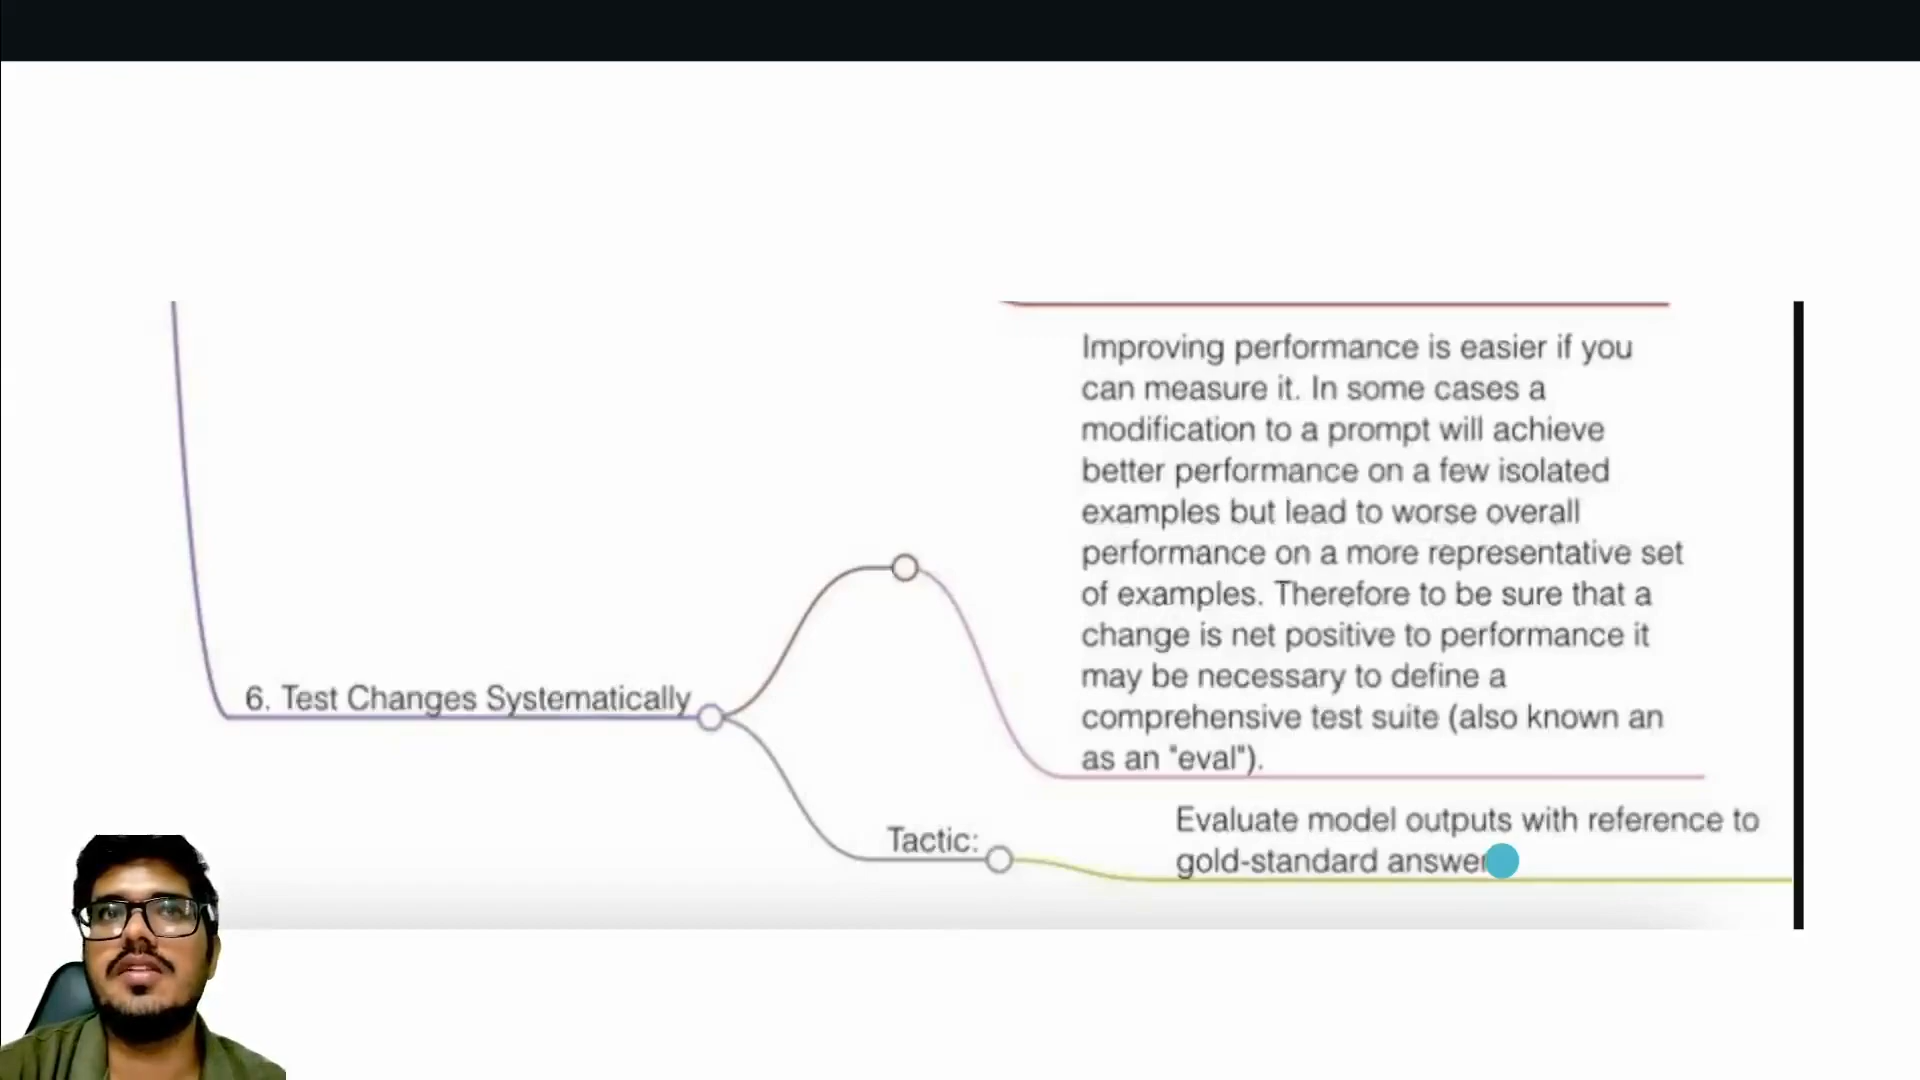 Improving performance is easier if you
can measure it. In some cases a
modification to a prompt will achieve
better performance on a few isolated
examples but lead to worse overall
performance on a more representative set
of examples. Therefore to be sure that a
change is net positive to performance it
may be necessary to define a
comprehensive test suite (also known an
as an "eval").
6. Test Changes Systematically
Tactic:
Evaluate model outputs with reference to
gold-standard answer